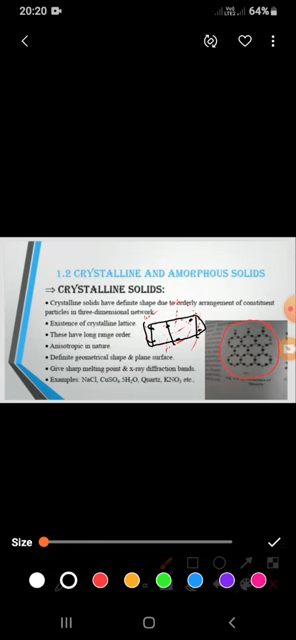 20:20
Vo)) LTE2 64%
1.2 CRYSTALLINE AND AMORPHOUS SOLIDS
⇒ CRYSTALLINE SOLIDS:
• Crystalline solids have definite shape due to orderly arrangement of constituent
particles in three-dimensional network.
• Existence of crystalline lattice.
• These have long range order.
• Anisotropic in nature.
• Definite geometrical shape & plane surface.
• Give sharp melting point & x-ray diffraction bands.
• Examples: NaCl, CuSO₄.5H₂O, Quartz, KNO₃ etc..
Size